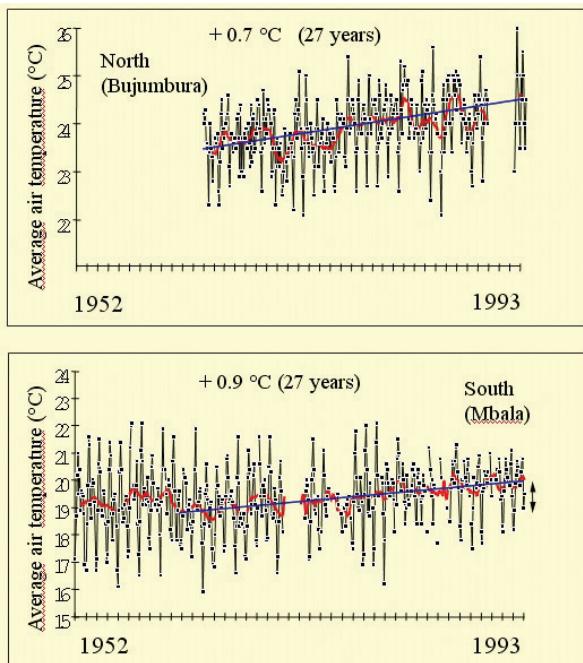 + 0.7 °C (27 years)
North
(Bujumbura)
Average air temperature (°C)
26
25
24
23
22
1952
1993
+ 0.9 °C (27 years)
South
(Mbala)
Average air temperature (°C)
24
23
22
21
20
19
18
17
16
15
1952
1993